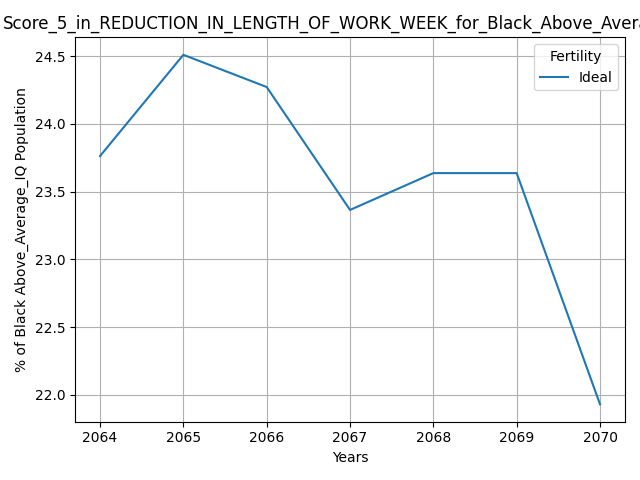 Score_5_in_REDUCTION_IN_LENGTH_OF_WORK_WEEK_for_Black_Above_Avera
Fertility
Ideal
% of Black Above_Average_IQ Population
24.5
24.0
23.5
23.0
22.5
22.0
2064 2065 2066 2067 2068 2069 2070
Years